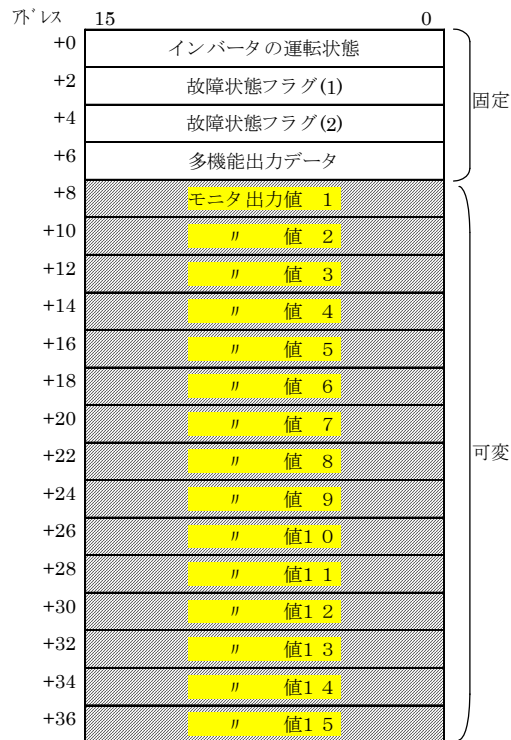 アドレス 15 0
+0 インバータの運転状態
+2 故障状態フラグ(1)
+4 故障状態フラグ(2)
+6 多機能出力データ
固定
+8 モニタ出力値 1
+10 〃 値 2
+12 〃 値 3
+14 〃 値 4
+16 〃 値 5
+18 〃 値 6
+20 〃 値 7
+22 〃 値 8
+24 〃 値 9
+26 〃 値10
+28 〃 値11
+30 〃 値12
+32 〃 値13
+34 〃 値14
+36 〃 値15
可変